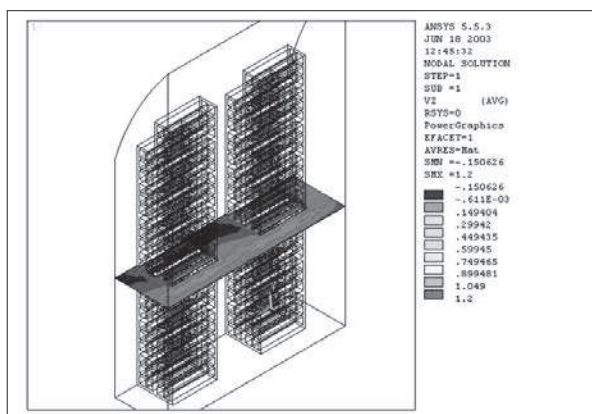 1
ANSYS 5.5.3
JUN 18 2003
12:45:32
NODAL SOLUTION
STEP=1
SUB =1
VZ (AVG)
RSYS=0
PowerGraphics
EFACET=1
AVRES=Mat
SMN =-.150626
SMX =1.2
-.150626
-.611E-03
.149404
.29942
.449435
.59945
.749465
.899481
1.049
1.2